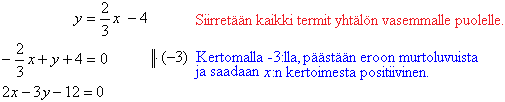 y = 2/3 x - 4 Siirretään kaikki termit yhtälön vasemmalle puolelle.
- 2/3 x + y + 4 = 0 ‖·(−3) Kertomalla -3:lla, päästään eroon murtoluvuista
ja saadaan x:n kertoimesta positiivinen.
2x − 3y − 12 = 0